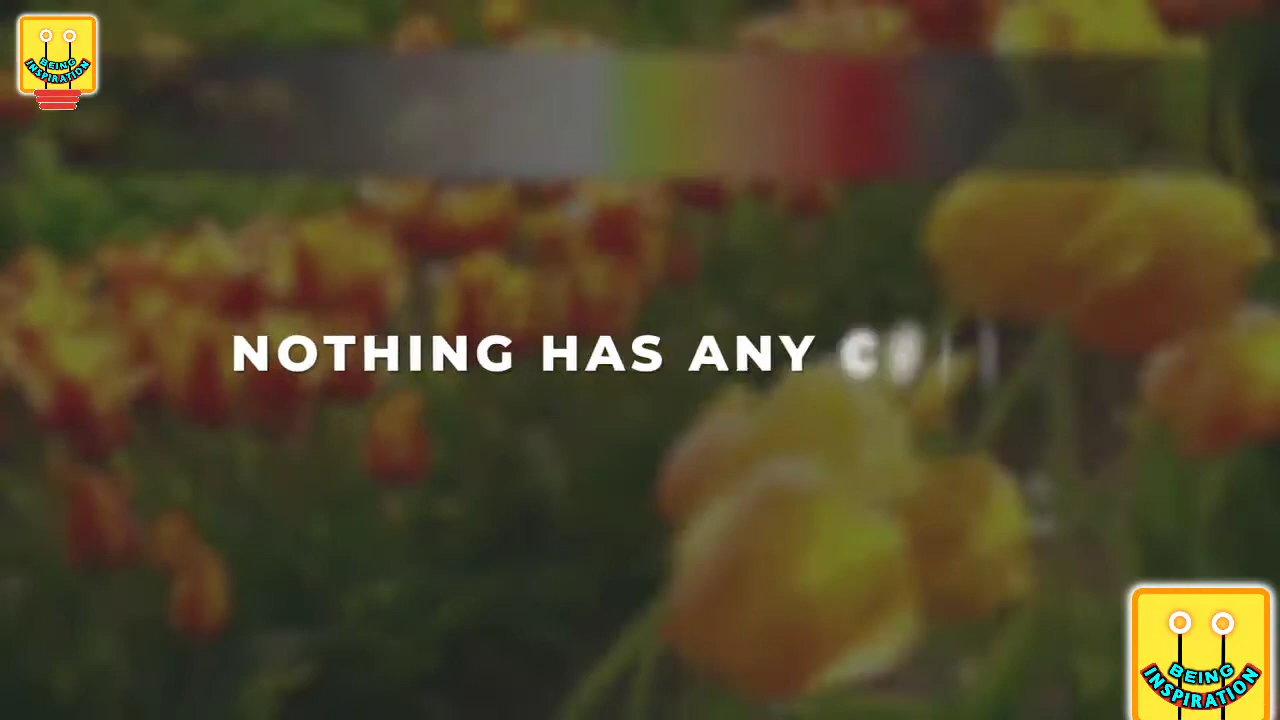 BEING
INSPIRATION
NOTHING HAS ANY
BEING
INSPIRATION